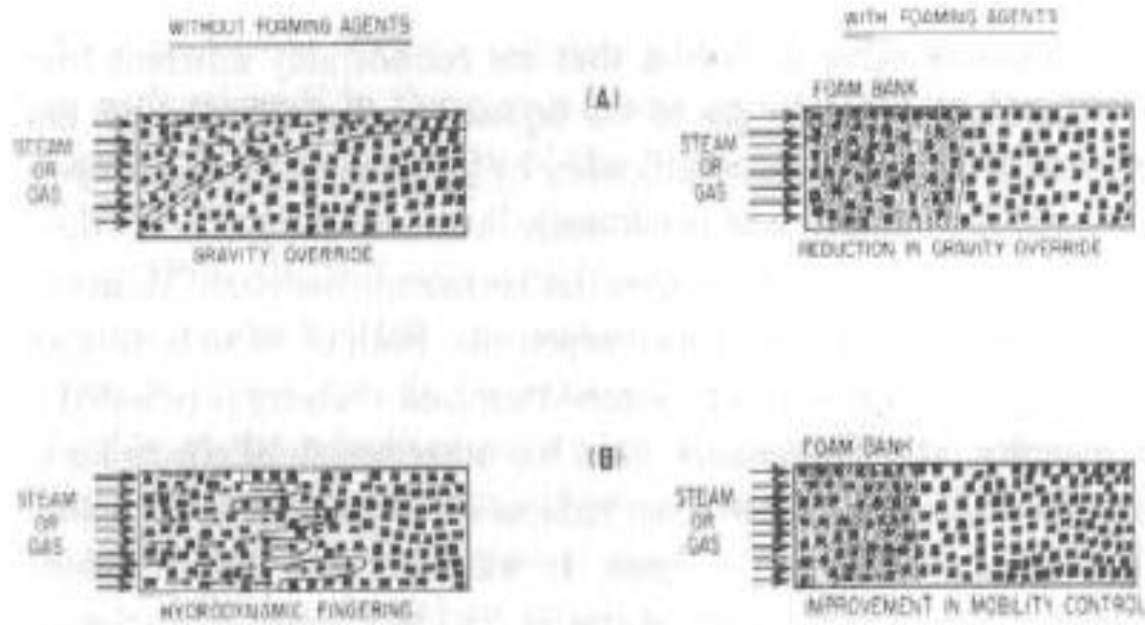 WITHOUT FOAMING AGENTS
WITH FOAMING AGENTS
(A)
FOAM BANK
STEAM
OR
GAS
STEAM
OR
GAS
GRAVITY OVERRIDE
REDUCTION IN GRAVITY OVERRIDE
(B)
FOAM BANK
STEAM
OR
GAS
STEAM
OR
GAS
HYDRODYNAMIC FINGERING
IMPROVEMENT IN MOBILITY CONTROL